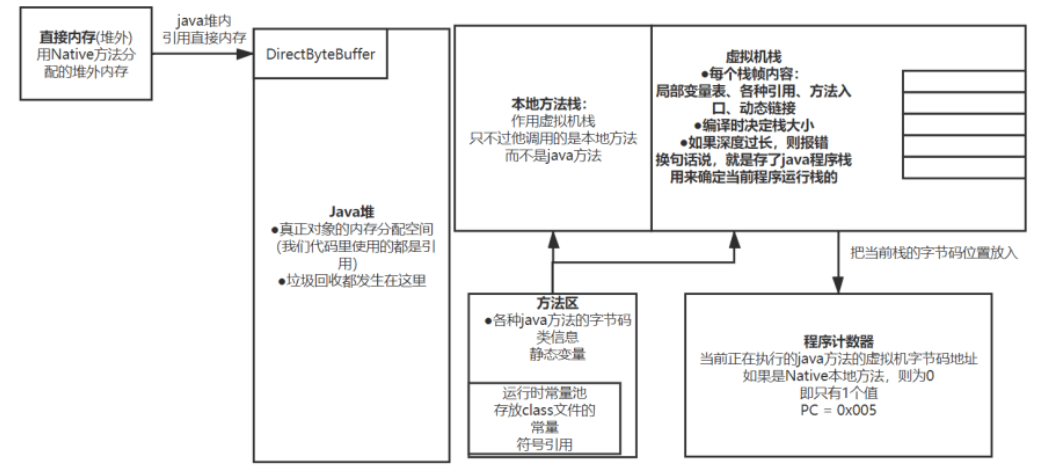 直接内存(堆外)
用Native方法分
配的堆外内存
java堆内
引用直接内存
DirectByteBuffer
Java堆
●真正对象的内存分配空间
(我们代码里使用的都是引
用)
●垃圾回收都发生在这里
本地方法栈：
作用虚拟机栈
只不过他调用的是本地方法
而不是java方法
虚拟机栈
●每个栈帧内容：
局部变量表、各种引用、方法入
口、动态链接
●编译时决定栈大小
●如果深度过长，则报错
换句话说，就是存了java程序栈
用来确定当前程序运行栈的
把当前栈的字节码位置放入
方法区
●各种java方法的字节码
类信息
静态变量
运行时常量池
存放class文件的
常量
符号引用
程序计数器
当前正在执行的java方法的虚拟机字节码地址
如果是Native本地方法，则为0
即只有1个值
PC = 0x005